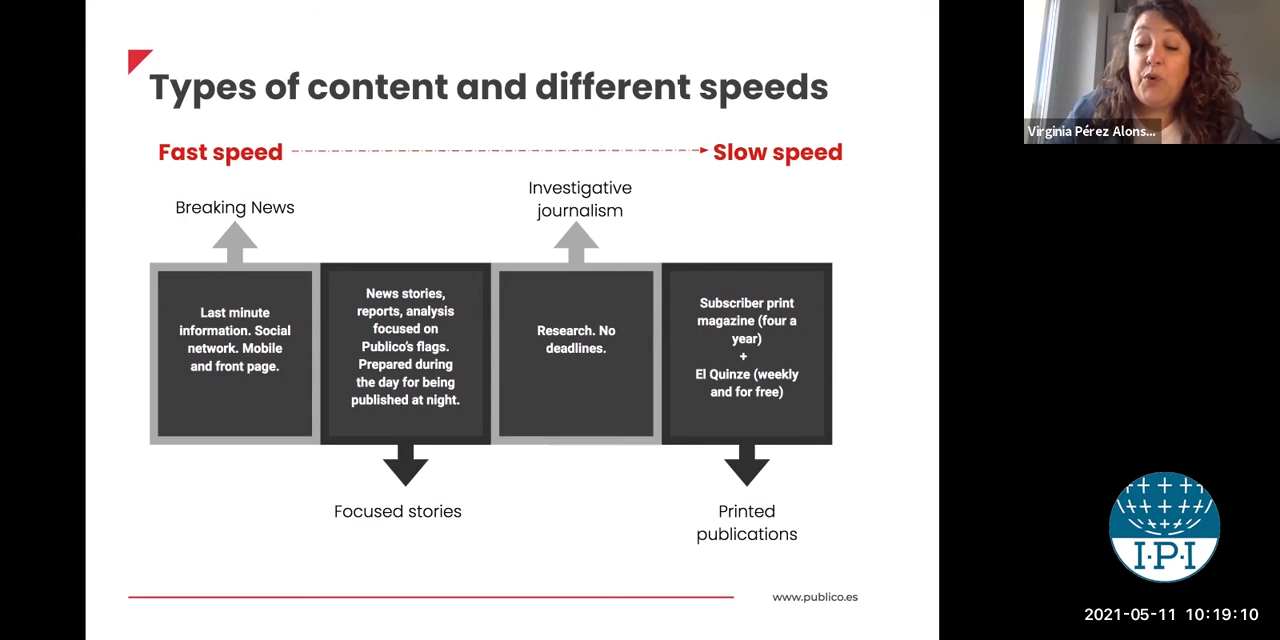 Types of content and different speeds
Fast speed
Slow speed
Breaking News
Investigative
journalism
Last minute
information. Social
network. Mobile
and front page.
News stories,
reports, analysis
focused on
Publico's flags.
Prepared during
the day for being
published at night.
Research. No
deadlines.
Subscriber print
magazine (four a
year)
+
El Quinze (weekly
and for free)
Focused stories
Printed
publications
www.publico.es
Virginia Pérez Alons...
I·P·I
2021-05-11 10:19:10